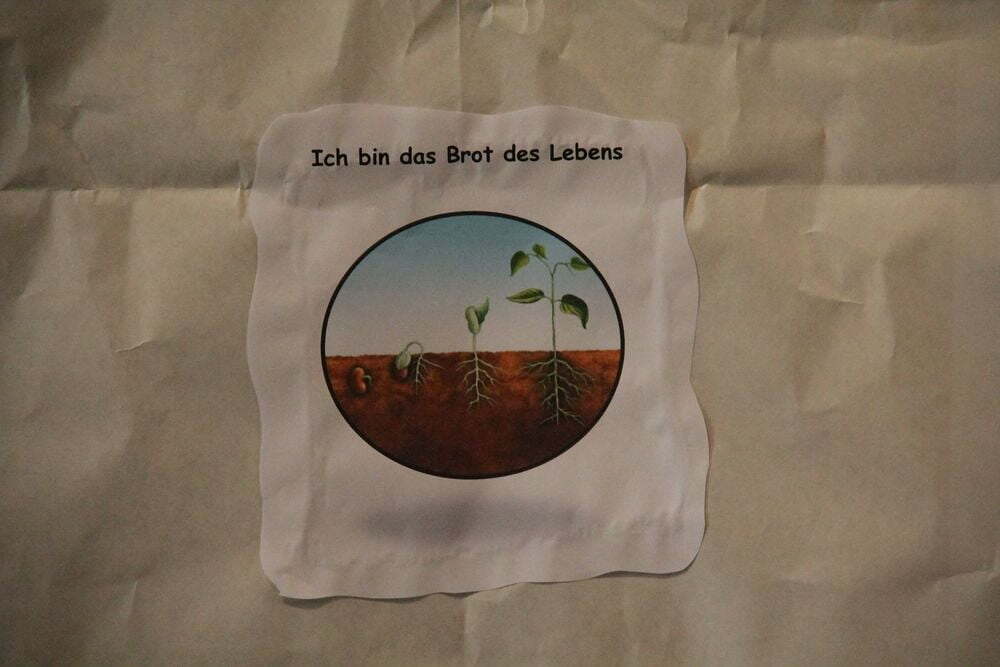 Ich bin das Brot des Lebens